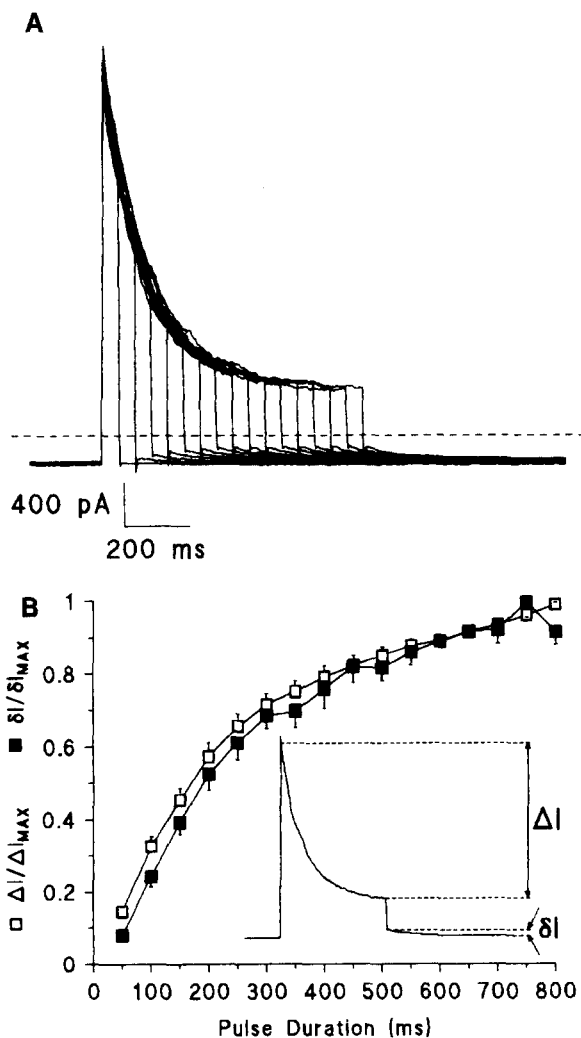 A
400 pA
200 ms
B
■ δI/δI_MAX
□ ΔI/ΔI_MAX
1
0.8
0.6
0.4
0.2
0
ΔI
δI
0 100 200 300 400 500 600 700 800
Pulse Duration (ms)